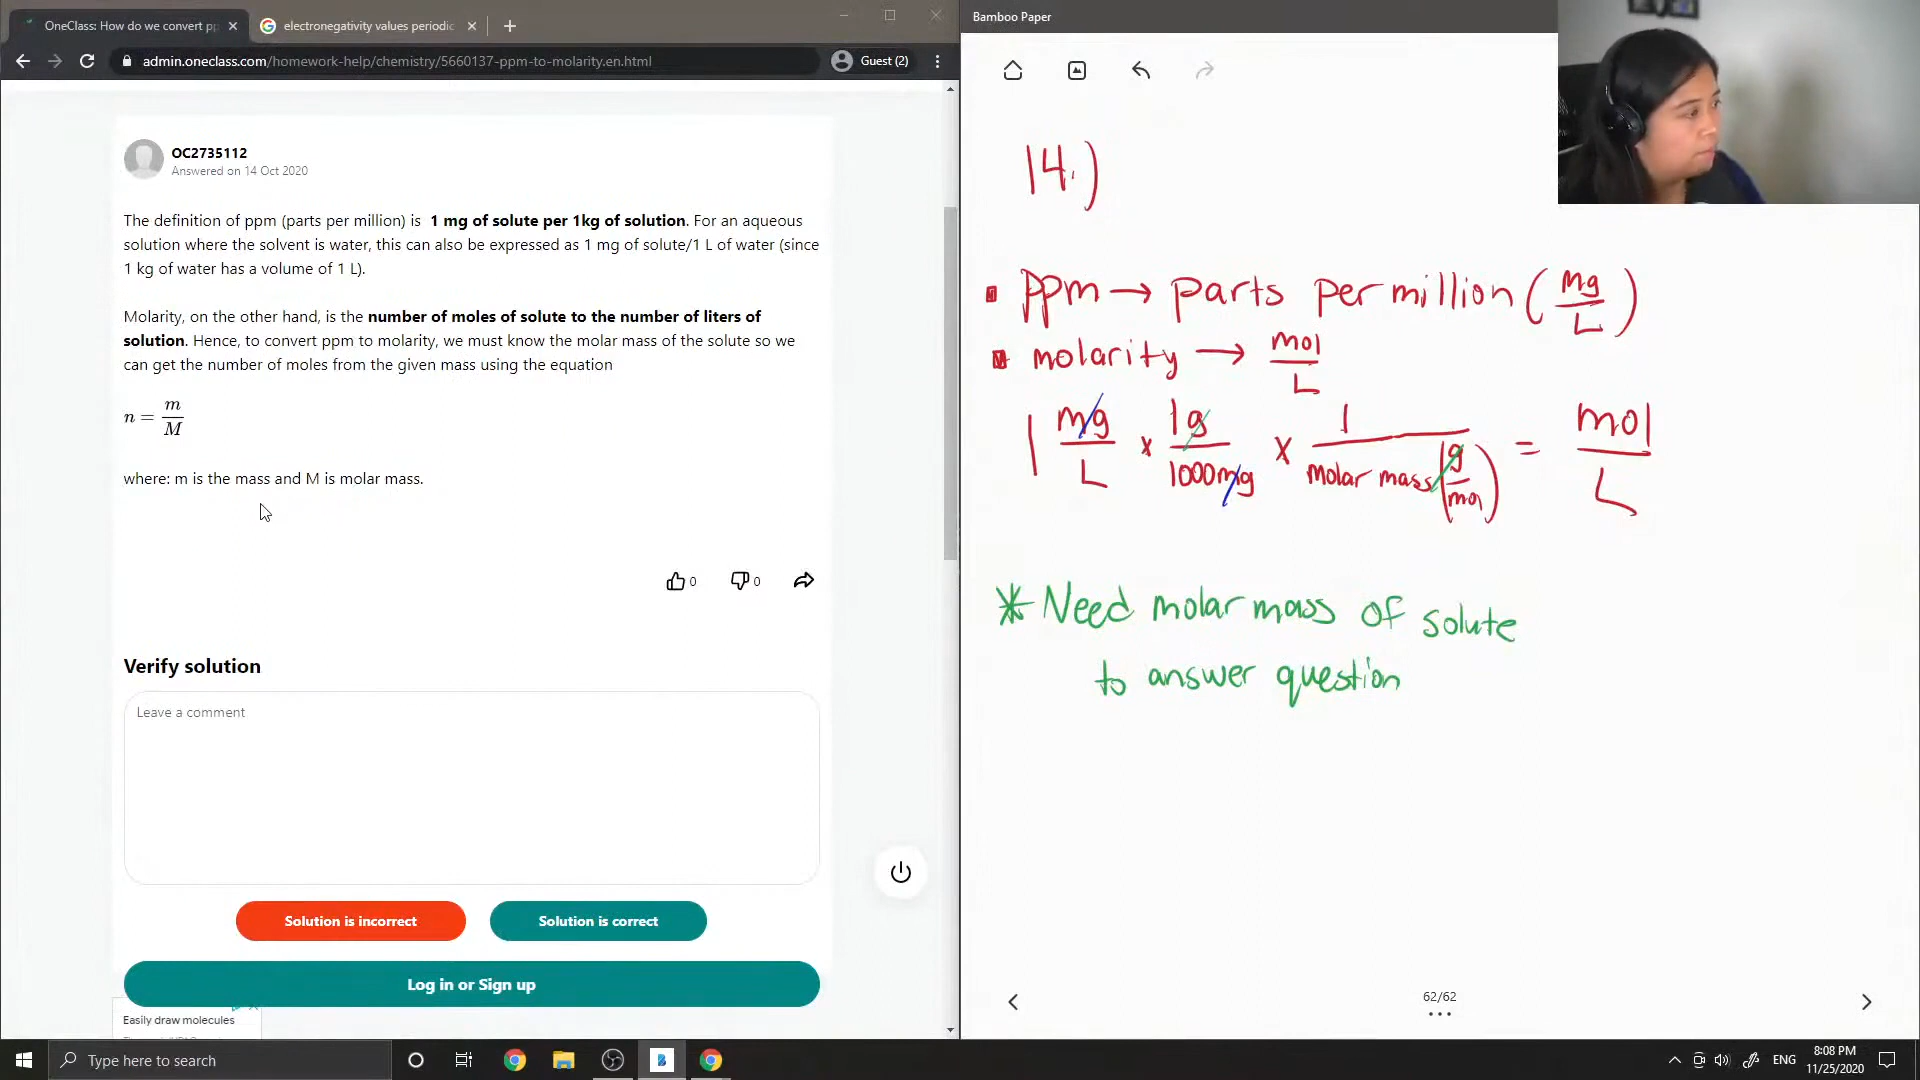 OneClass: How do we convert pp
electronegativity values periodic
admin.oneclass.com/homework-help/chemistry/5660137-ppm-to-molarity.en.html
Guest (2)
OC2735112
Answered on 14 Oct 2020
The definition of ppm (parts per million) is 1 mg of solute per 1kg of solution. For an aqueous
solution where the solvent is water, this can also be expressed as 1 mg of solute/1 L of water (since
1 kg of water has a volume of 1 L).
Molarity, on the other hand, is the number of moles of solute to the number of liters of
solution. Hence, to convert ppm to molarity, we must know the molar mass of the solute so we
can get the number of moles from the given mass using the equation
n = m/M
where: m is the mass and M is molar mass.
0
0
Verify solution
Leave a comment
Solution is incorrect
Solution is correct
Log in or Sign up
Easily draw molecules
Bamboo Paper
14.)
ppm → parts per million (mg/L)
molarity → mol/L
1 mg/L x 1g/1000mg x 1/molar mass(g/mol) = mol/L
* Need molar mass of solute
to answer question
62/62
Type here to search
ENG
8:08 PM
11/25/2020